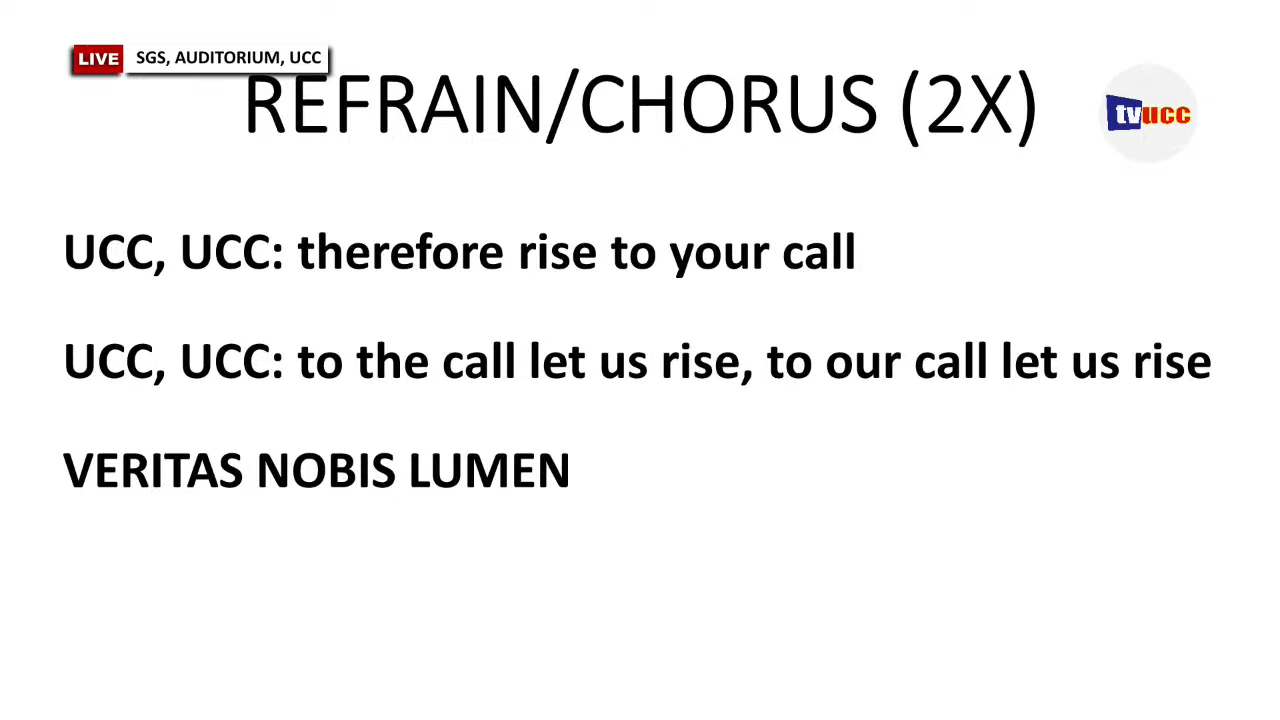 LIVE SGS, AUDITORIUM, UCC
REFRAIN/CHORUS (2X)
tvucc
UCC, UCC: therefore rise to your call
UCC, UCC: to the call let us rise, to our call let us rise
VERITAS NOBIS LUMEN